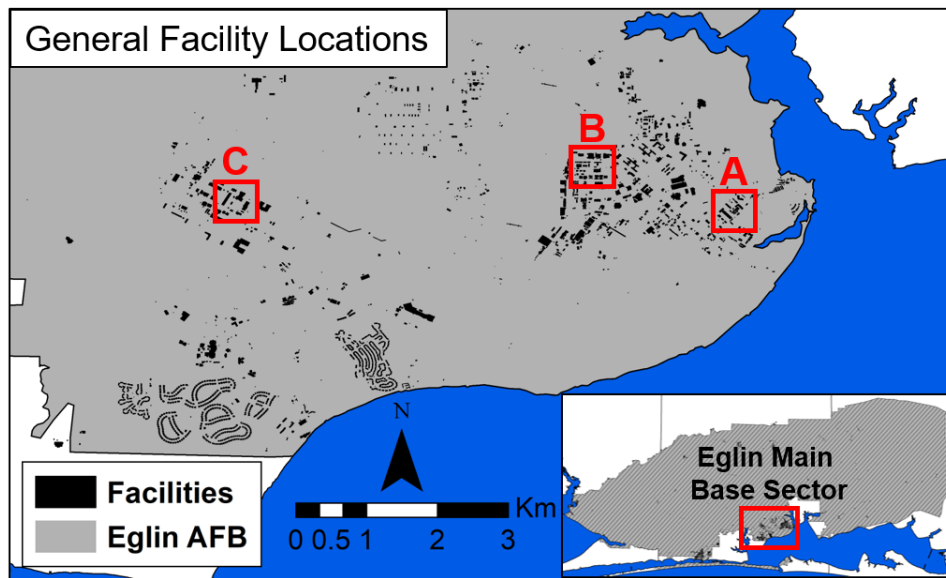 General Facility Locations
B
C
A
N
Facilities
Eglin AFB
Km
0 0.5 1 2 3
Eglin Main
Base Sector